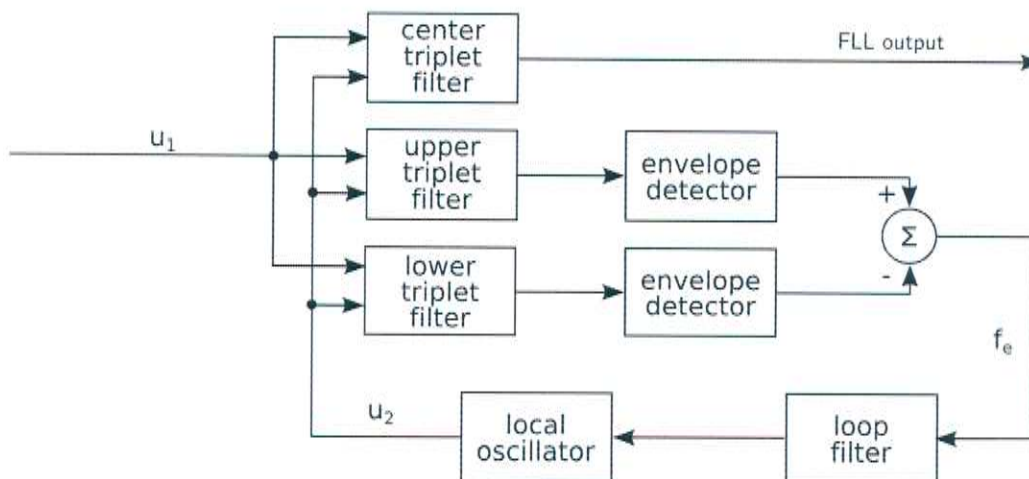 center
triplet
filter
FLL output
u1
upper
triplet
filter
envelope
detector
+
Σ
-
lower
triplet
filter
envelope
detector
fe
u2
local
oscillator
loop
filter